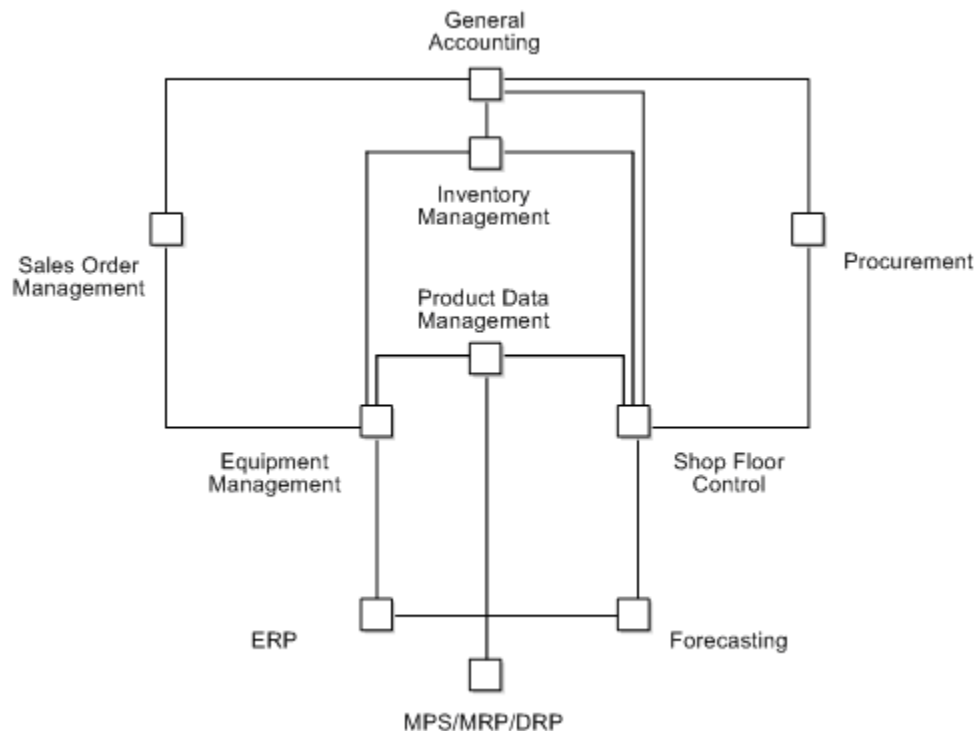 General
Accounting
Inventory
Management
Sales Order
Management
Procurement
Product Data
Management
Equipment
Management
Shop Floor
Control
ERP
Forecasting
MPS/MRP/DRP